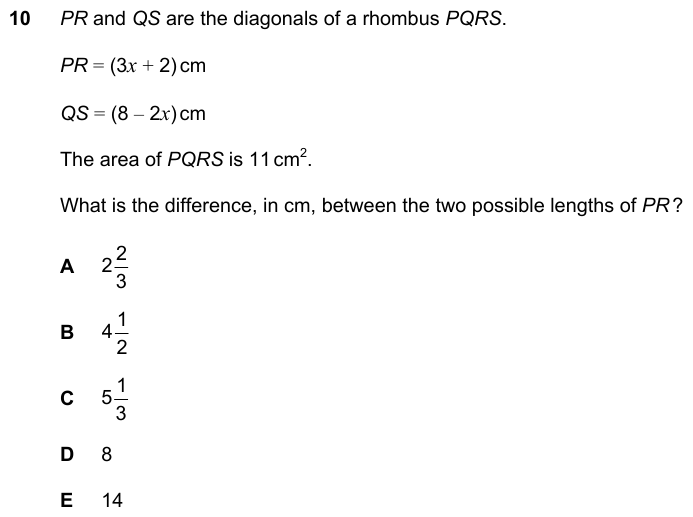 10 PR and QS are the diagonals of a rhombus PQRS.
PR = (3x + 2) cm
QS = (8 – 2x) cm
The area of PQRS is 11 cm².
What is the difference, in cm, between the two possible lengths of PR?
A 2 2/3
B 4 1/2
C 5 1/3
D 8
E 14